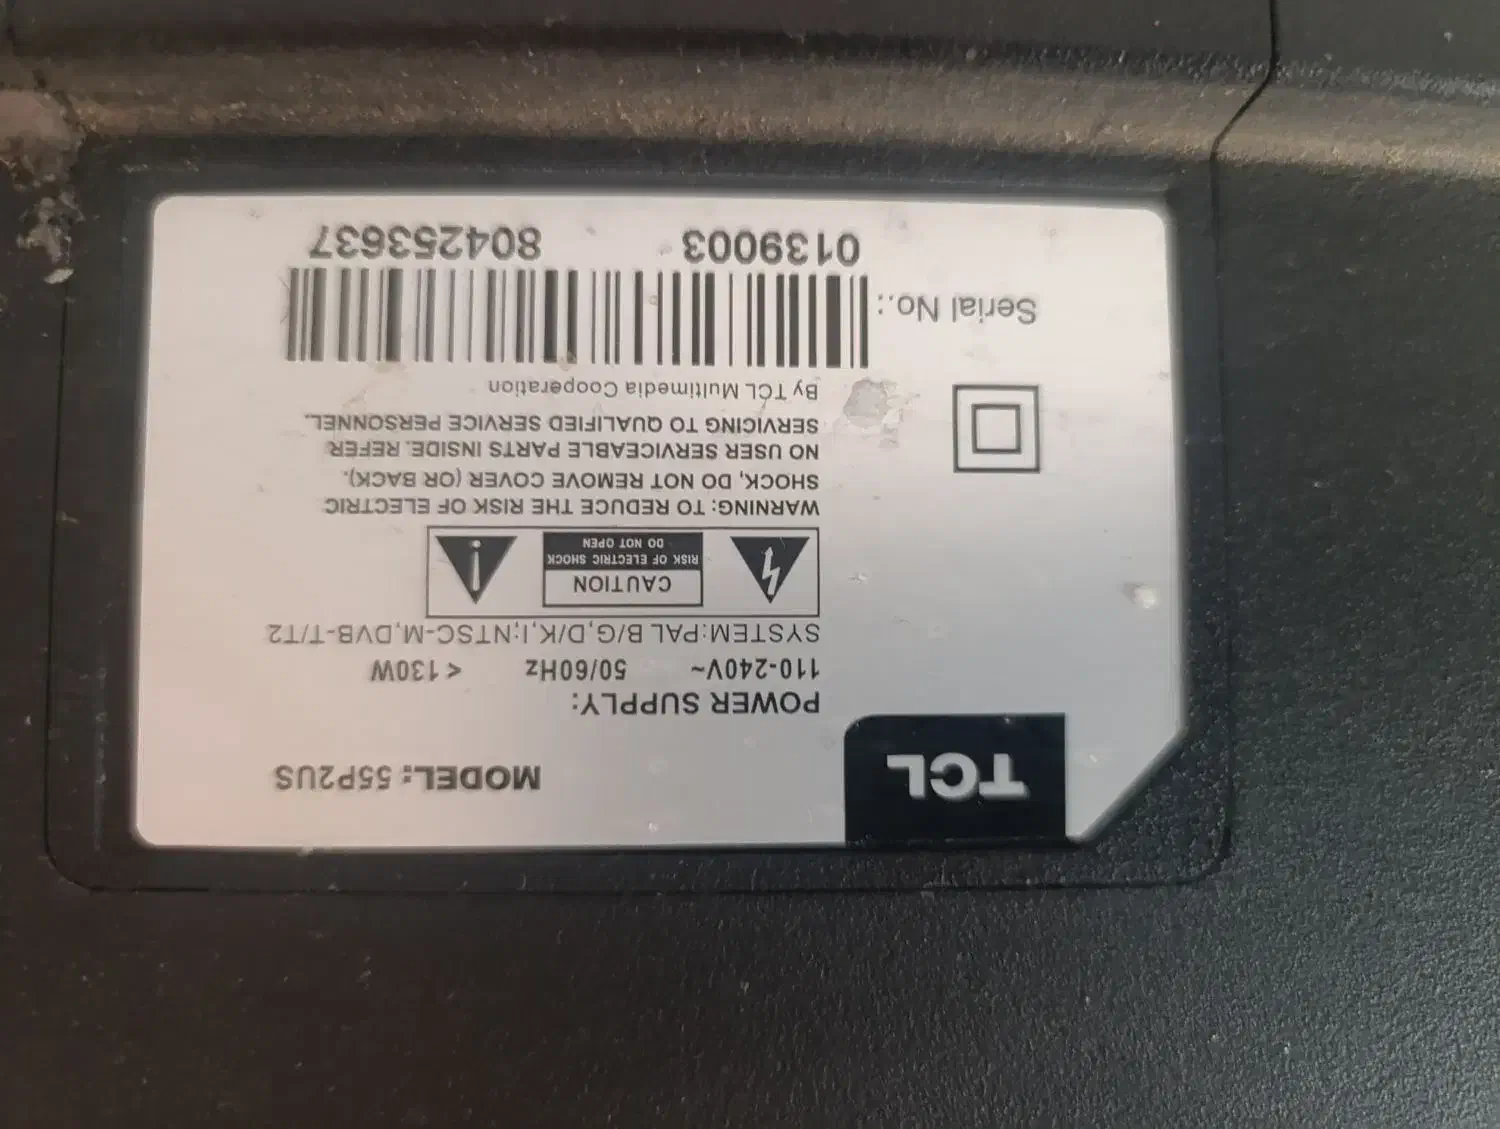 TCL
MODEL: 55P2US
POWER SUPPLY:
110-240V~ 50/60Hz < 130W
SYSTEM:PAL B/G,D/K,I;NTSC-M,DVB-T/T2
CAUTION
RISK OF ELECTRIC SHOCK
DO NOT OPEN
WARNING: TO REDUCE THE RISK OF ELECTRIC
SHOCK, DO NOT REMOVE COVER (OR BACK).
NO USER SERVICEABLE PARTS INSIDE. REFER
SERVICING TO QUALIFIED SERVICE PERSONNEL.
By TCL Multimedia Cooperation
Serial No.:
0139003 804253637